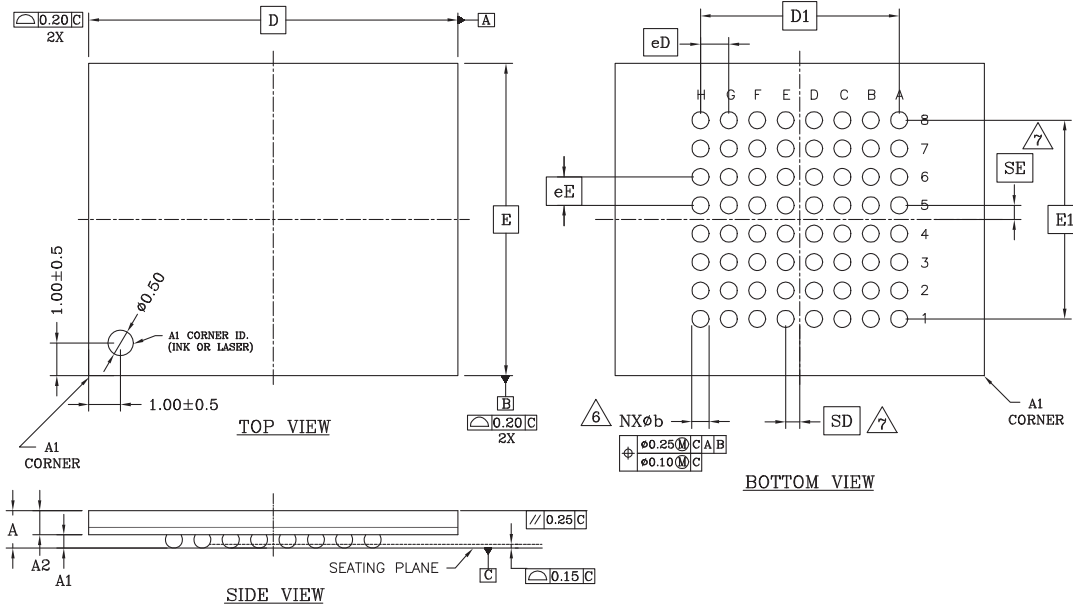 0.20 C
2X
D
A
E
1.00±0.5
ø0.50
A1 CORNER ID.
(INK OR LASER)
1.00±0.5
B
0.20 C
2X
A1
CORNER
TOP VIEW
D1
eD
H G F E D C B A
8
7
6
5
4
3
2
1
7
SE
eE
E1
6 NXøb
ø0.25 M C A B
ø0.10 M C
SD 7
A1
CORNER
BOTTOM VIEW
A
A2
A1
// 0.25 C
SEATING PLANE
C
0.15 C
SIDE VIEW